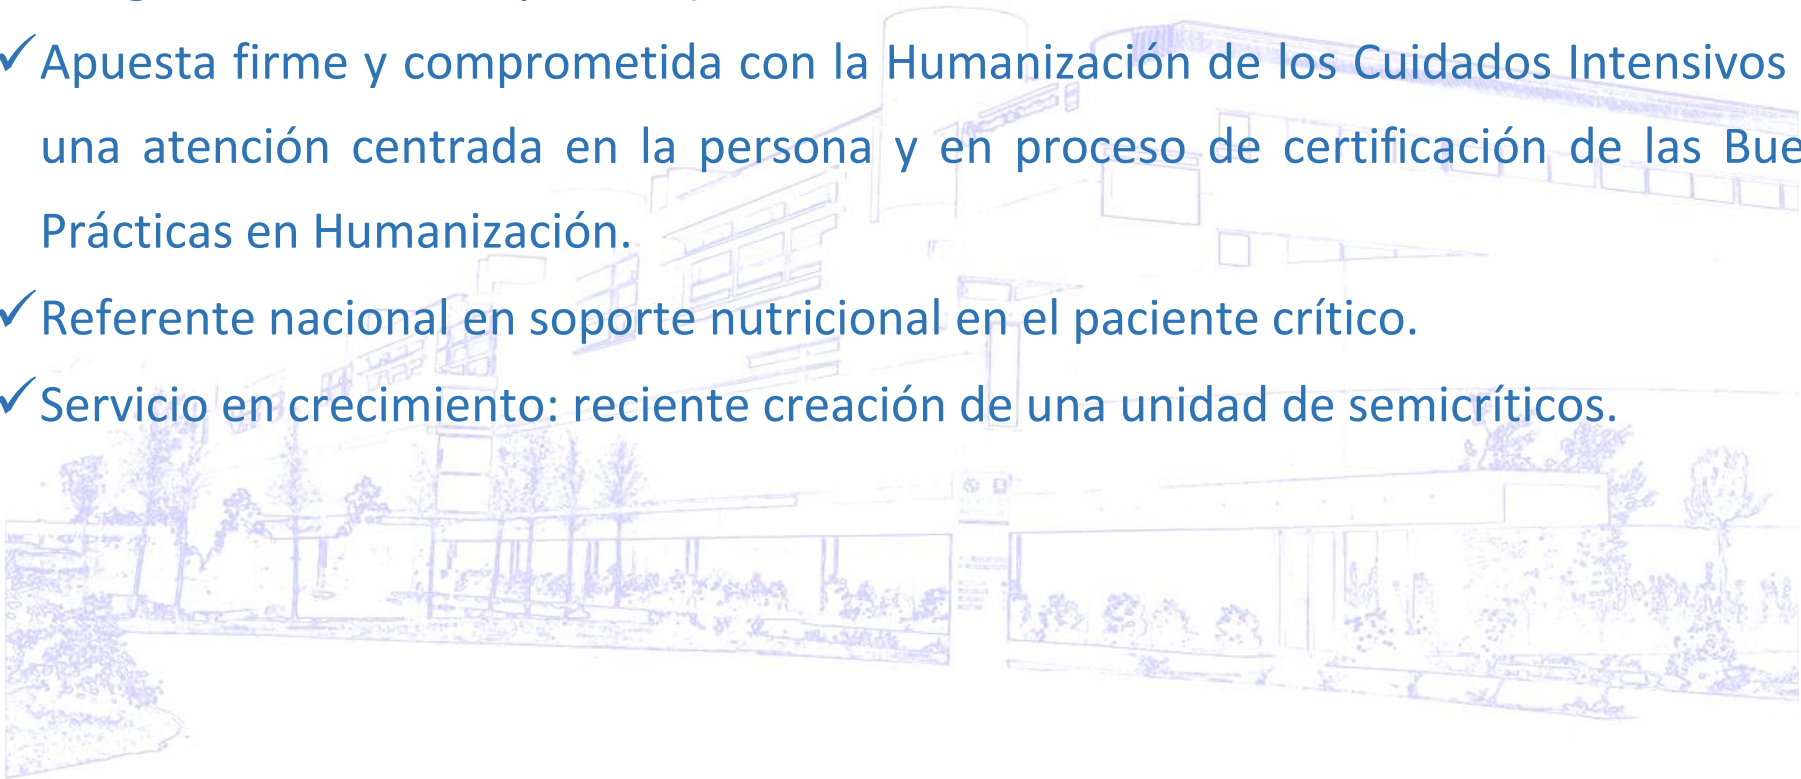 ✓ Apuesta firme y comprometida con la Humanización de los Cuidados Intensivos
una atención centrada en la persona y en proceso de certificación de las Bue
Prácticas en Humanización.
✓ Referente nacional en soporte nutricional en el paciente crítico.
✓ Servicio en crecimiento: reciente creación de una unidad de semicríticos.